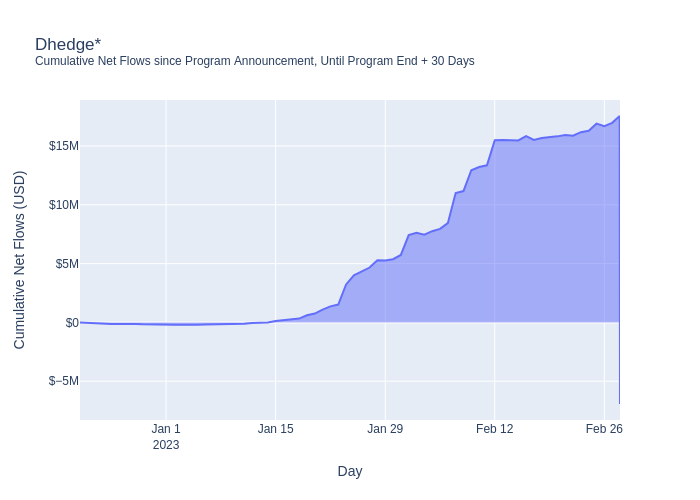 Dhedge*
Cumulative Net Flows since Program Announcement, Until Program End + 30 Days
Cumulative Net Flows (USD)
$15M
$10M
$5M
$0
$−5M
Jan 1
2023
Jan 15
Jan 29
Feb 12
Feb 26
Day